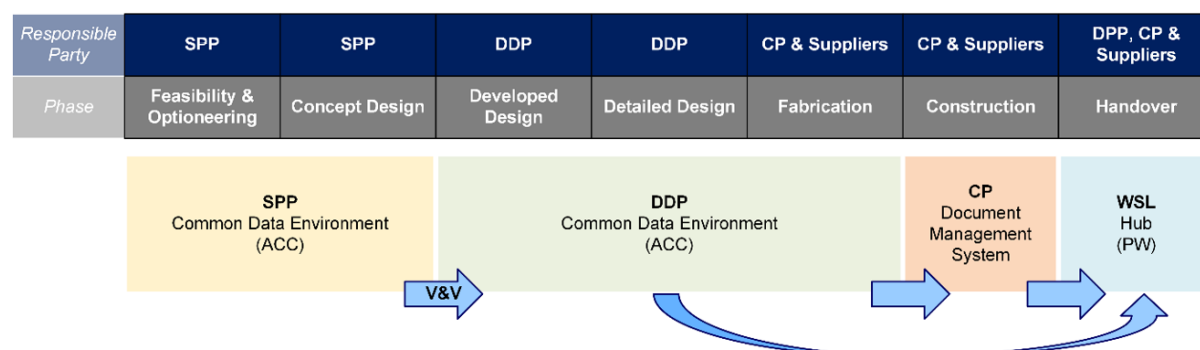 Responsible Party
SPP
SPP
DDP
DDP
CP & Suppliers
CP & Suppliers
DPP, CP & Suppliers
Phase
Feasibility & Optioneering
Concept Design
Developed Design
Detailed Design
Fabrication
Construction
Handover
SPP
Common Data Environment
(ACC)
DDP
Common Data Environment
(ACC)
CP
Document
Management
System
WSL
Hub
(PW)
V&V